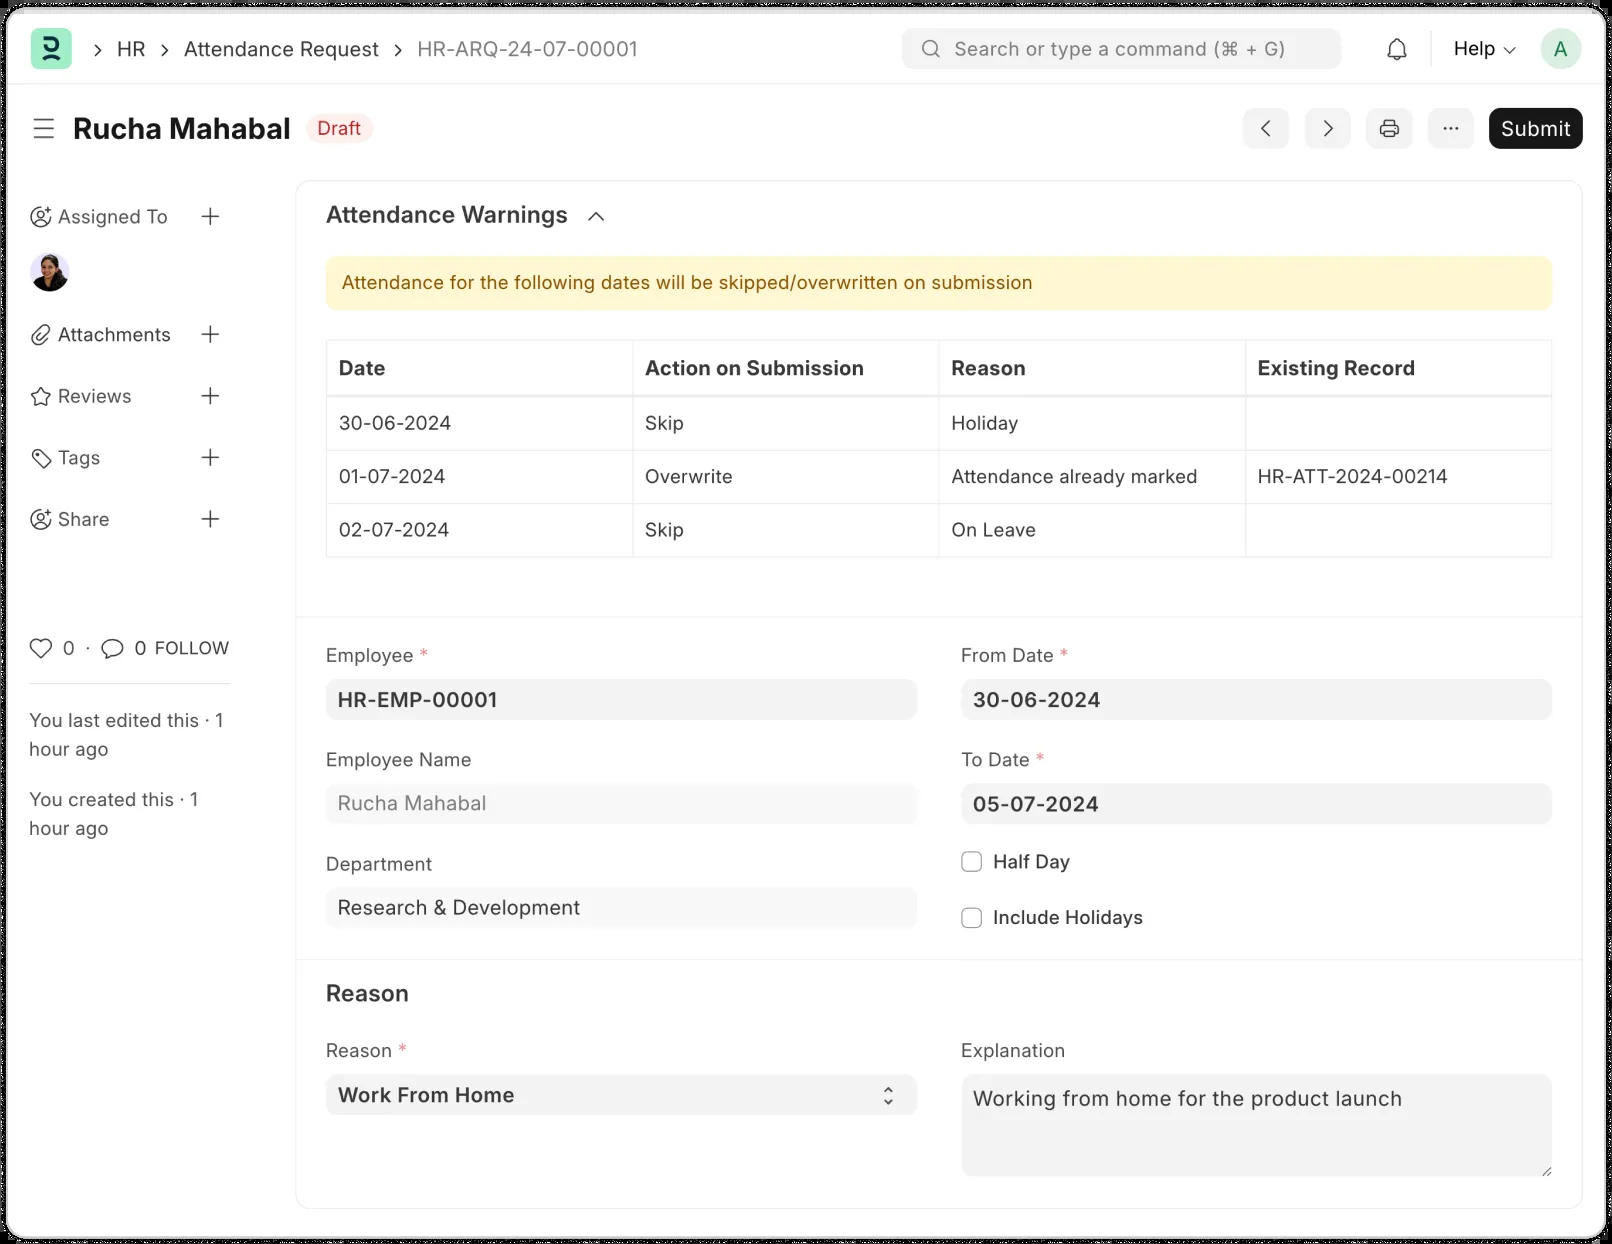 HR
Attendance Request
HR-ARQ-24-07-00001
Search or type a command (⌘ + G)
Help
A
Rucha Mahabal
Draft
Submit
Assigned To
Attachments
Reviews
Tags
Share
0 · 0 FOLLOW
You last edited this · 1
hour ago
You created this · 1
hour ago
Attendance Warnings
Attendance for the following dates will be skipped/overwritten on submission
Date Action on Submission Reason Existing Record
30-06-2024 Skip Holiday
01-07-2024 Overwrite Attendance already marked HR-ATT-2024-00214
02-07-2024 Skip On Leave
Employee *
HR-EMP-00001
Employee Name
Rucha Mahabal
Department
Research & Development
From Date *
30-06-2024
To Date *
05-07-2024
Half Day
Include Holidays
Reason
Reason *
Work From Home
Explanation
Working from home for the product launch